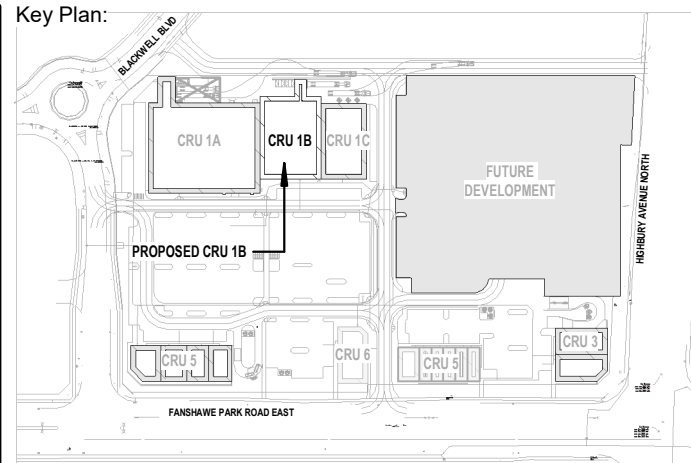 Key Plan:
BLACKWELL BLVD
CRU 1A
CRU 1B
CRU 1C
FUTURE
DEVELOPMENT
HIGHBURY AVENUE NORTH
PROPOSED CRU 1B
CRU 5
CRU 6
CRU 5
CRU 3
FANSHAWE PARK ROAD EAST